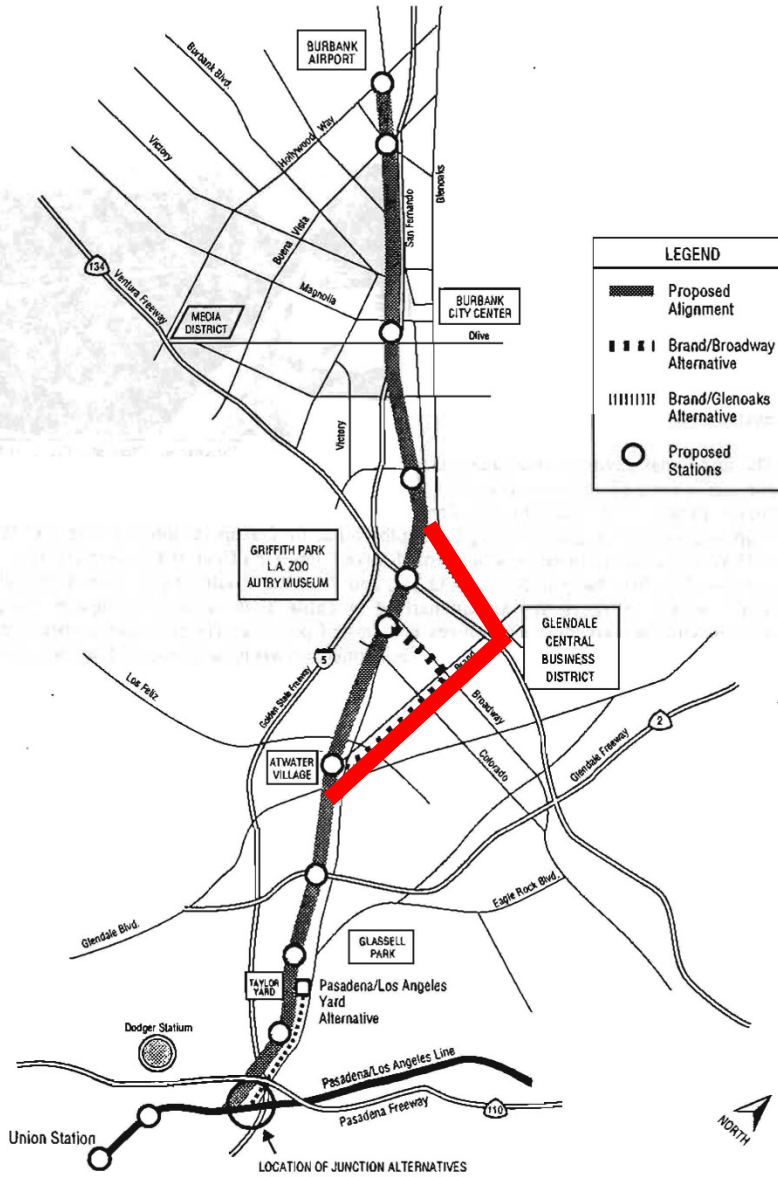 BURBANK
AIRPORT
Burbank Blvd.
Hollywood Way
Victory
Glenoaks
San Fernando
Buena Vista
134
Ventura Freeway
Magnolia
MEDIA
DISTRICT
BURBANK
CITY CENTER
Olive
Victory
LEGEND
Proposed
Alignment
Brand/Broadway
Alternative
Brand/Glenoaks
Alternative
Proposed
Stations
GRIFFITH PARK
L.A. ZOO
AUTRY MUSEUM
GLENDALE
CENTRAL
BUSINESS
DISTRICT
Brand
5
Los Feliz
Golden State Freeway
Broadway
2
Glendale Freeway
Colorado
ATWATER
VILLAGE
Eagle Rock Blvd.
Glendale Blvd.
GLASSELL
PARK
TAYLOR
YARD
Pasadena/Los Angeles
Yard
Alternative
Dodger Statium
Pasadena/Los Angeles Line
Pasadena Freeway
110
Union Station
NORTH
LOCATION OF JUNCTION ALTERNATIVES